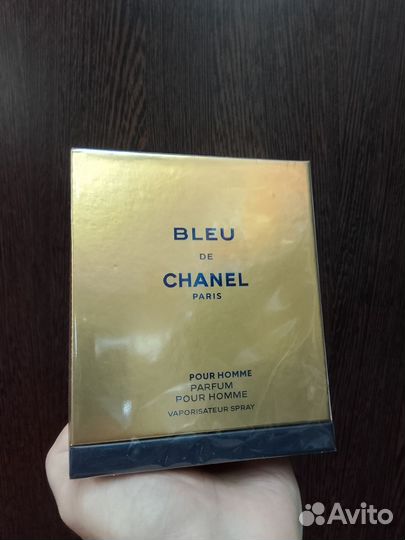 BLEU
DE
CHANEL
PARIS
POUR HOMME
PARFUM
POUR HOMME
VAPORISATEUR SPRAY
Avito